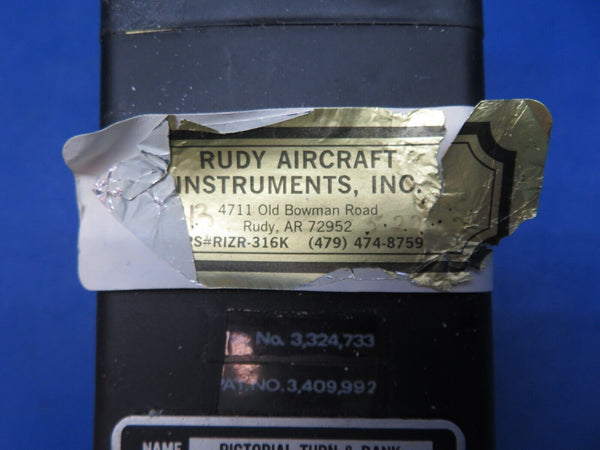 RUDY AIRCRAFT
INSTRUMENTS, INC.
4711 Old Bowman Road
Rudy, AR 72952
RS#RIZR-316K (479) 474-8759
No. 3,324,733
PAT NO. 3,409,992
NAME PICTORIAL TURN & BANK